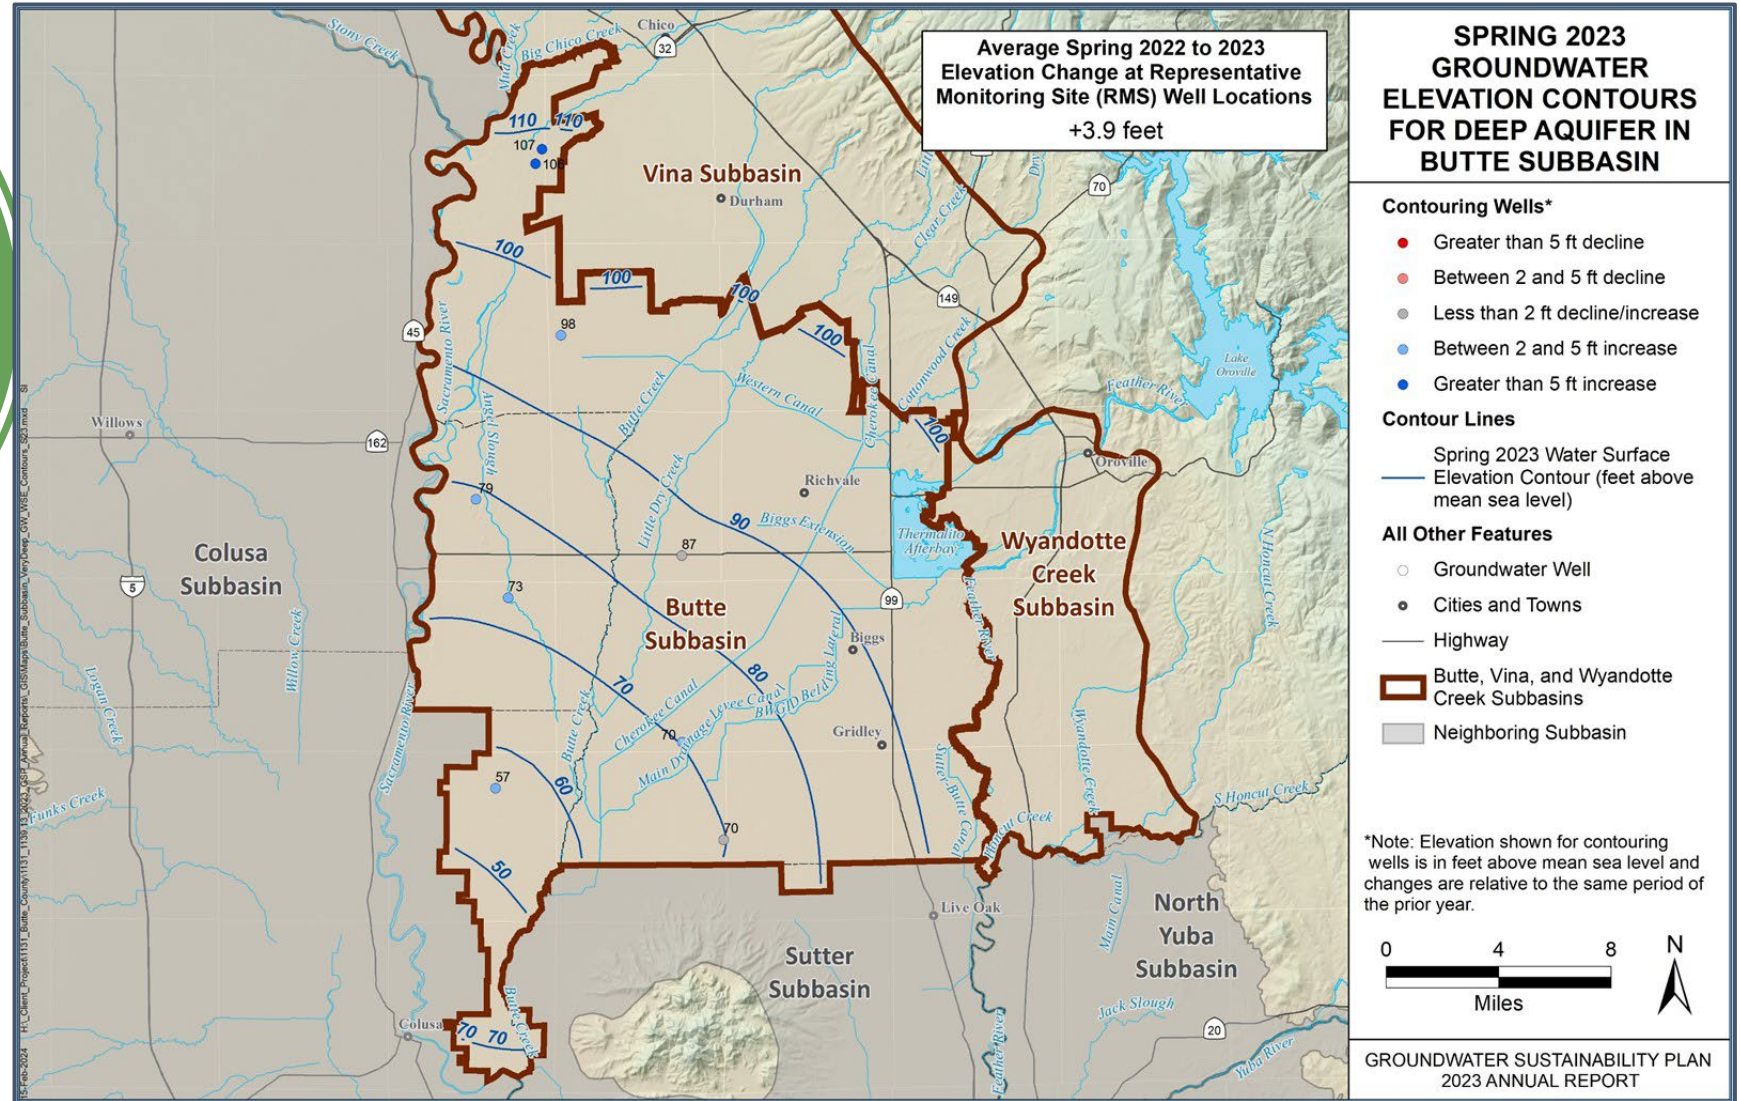 SPRING 2023
GROUNDWATER
ELEVATION CONTOURS
FOR DEEP AQUIFER IN
BUTTE SUBBASIN
Average Spring 2022 to 2023
Elevation Change at Representative
Monitoring Site (RMS) Well Locations
+3.9 feet
Contouring Wells*
Greater than 5 ft decline
Between 2 and 5 ft decline
Less than 2 ft decline/increase
Between 2 and 5 ft increase
Greater than 5 ft increase
Contour Lines
Spring 2023 Water Surface
Elevation Contour (feet above
mean sea level)
All Other Features
Groundwater Well
Cities and Towns
Highway
Butte, Vina, and Wyandotte
Creek Subbasins
Neighboring Subbasin
*Note: Elevation shown for contouring
wells is in feet above mean sea level and
changes are relative to the same period of
the prior year.
0 4 8
Miles
N
GROUNDWATER SUSTAINABILITY PLAN
2023 ANNUAL REPORT
Stony Creek
Mud Creek
Big Chico Creek
Chico
32
110
110
107
Vina Subbasin
Durham
Clear Creek
70
100
100
100
100
100
149
98
45
Sacramento River
Angel Slough
Butte Creek
Western Canal
Cherokee Canal
Cottonwood Creek
Feather River
Lake
Oroville
Willows
162
Oroville
79
Richvale
Little Dry Creek
90
Biggs Extension
Thermalito
Afterbay
87
Colusa
Subbasin
5
73
Butte
Subbasin
99
Wyandotte
Creek
Subbasin
N Honcut Creek
Biggs
Feather River
Willow Creek
Logan Creek
70
80
BWGID Belding Lateral
Cherokee Canal
Main Drainage Levee Canal
70
Gridley
Butte Creek
Sacramento River
Wyandotte Creek
Sutter-Butte Canal
57
60
S Honcut Creek
Funks Creek
70
Honcut Creek
50
Live Oak
Main Canal
North
Yuba
Subbasin
Sutter
Subbasin
Butte Creek
Colusa
70
70
Jack Slough
20
Feather River
Yuba River